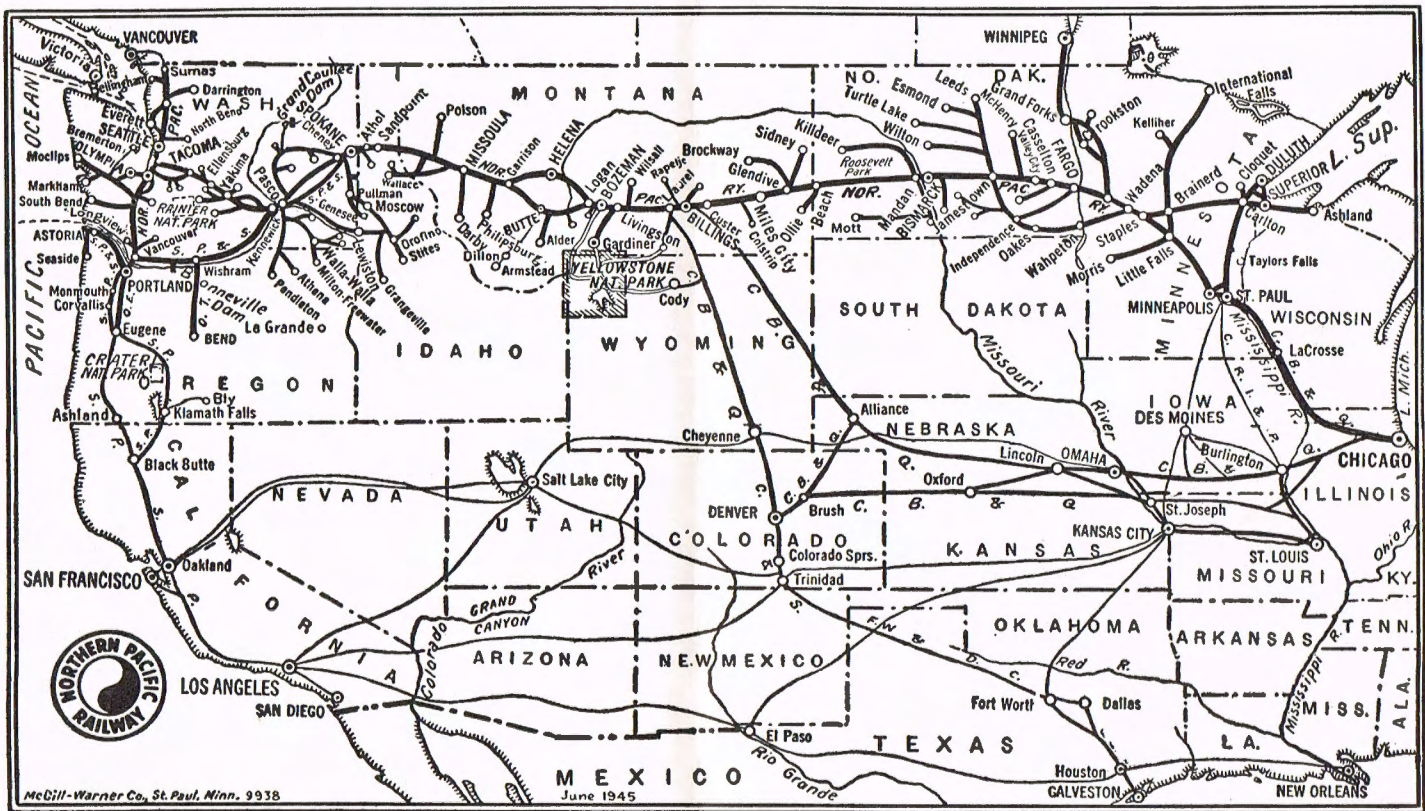 VANCOUVER
Victoria
Bellingham
Sumas
Darrington
WASH.
Grand Coulee Dam
Everett
PAC.
North Bend
SEATTLE
Bremerton
OLYMPIA
TACOMA
Moclips
Ellensburg
Yakima
Cheney
SPOKANE
Athol
Sandpoint
Pasco
P. & S.
Markham
South Bend
Longview
NOR.
RAINIER NAT. PARK
Kennewick
Genesee
Pullman
Moscow
Wallace
Lewiston
Orofino
Stites
Grangeville
ASTORIA
S. P. & S.
Seaside
Vancouver
S. P. & S.
Wishram
Walla Walla
Milton-Freewater
Athena
Pendleton
La Grande
PORTLAND
Bonneville Dam
O. T.
BEND
Monmouth
Corvallis
O. E.
Eugene
S. P.
CRATER NAT. PARK
OREGON
Bly
Ashland
Klamath Falls
S. P.
S. P.
Black Butte
PACIFIC OCEAN
CALIFORNIA
S. P.
Oakland
SAN FRANCISCO
LOS ANGELES
SAN DIEGO
NEVADA
IDAHO
MONTANA
Polson
MISSOULA
NOR.
Garrison
HELENA
Darby
Philipsburg
Dillon
BUTTE
Alder
Armstead
Logan
BOZEMAN
Wilsall
PAC.
Rapelje
Laurel
Livingston
Gardiner
BILLINGS
RY.
YELLOWSTONE NAT. PARK
Cody
Custer
Colstrip
Miles City
Ollie
Beach
Brockway
Glendive
Sidney
Killdeer
Roosevelt Park
NOR.
WYOMING
C. B. & Q.
C. B. & Q.
Cheyenne
NO. DAK.
WINNIPEG
Leeds
Esmond
Turtle Lake
Wilton
McHenry
Grand Forks
Casselton
Valley City
FARGO
Crookston
Mott
Mandan
BISMARCK
Jamestown
PAC.
RY.
Independence
Oakes
Wahpeton
SOUTH DAKOTA
Missouri River
International Falls
Kelliher
MINNESOTA
Wadena
Brainerd
Staples
Morris
Little Falls
Cloquet
DULUTH
SUPERIOR
L. Sup.
Carlton
Ashland
Taylors Falls
MINNEAPOLIS
ST. PAUL
WISCONSIN
Mississippi R.
C. B. & Q.
LaCrosse
L. Mich.
C. R. I. & P.
IOWA
DES MOINES
Burlington
CHICAGO
ILLINOIS
Alliance
NEBRASKA
Lincoln
OMAHA
C. B. & Q.
C. B. & Q.
Oxford
Brush
C. B. & Q.
St. Joseph
KANSAS CITY
ST. LOUIS
Ohio R.
Salt Lake City
UTAH
DENVER
COLORADO
C. & S.
Colorado Sprs.
Trinidad
KANSAS
MISSOURI
KY.
Colorado River
GRAND CANYON
ARIZONA
NEW MEXICO
F. W. & D. C.
OKLAHOMA
ARKANSAS
TENN.
Red R.
Mississippi R.
MISS.
ALA.
El Paso
Fort Worth
Dallas
TEXAS
LA.
Rio Grande
Houston
GALVESTON
NEW ORLEANS
MEXICO
NORTHERN PACIFIC RAILWAY
McGill-Warner Co., St. Paul, Minn. 9938
June 1945